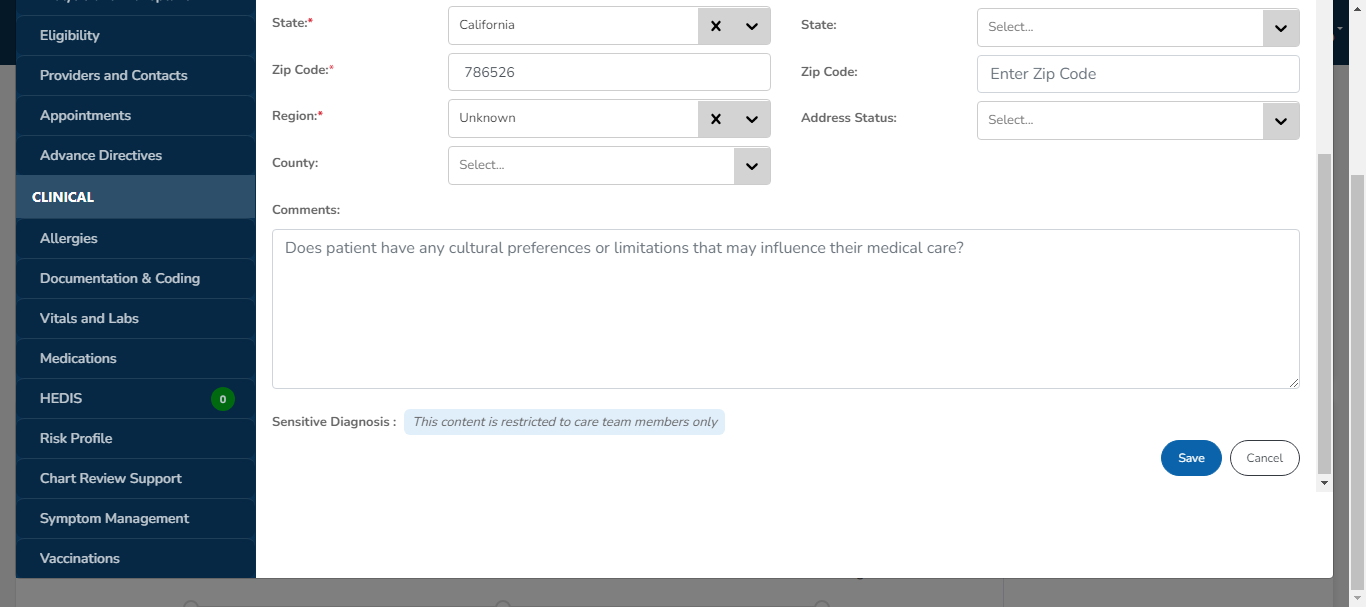 Eligibility
Providers and Contacts
Appointments
Advance Directives
CLINICAL
Allergies
Documentation & Coding
Vitals and Labs
Medications
HEDIS 0
Risk Profile
Chart Review Support
Symptom Management
Vaccinations
State:* California
Zip Code:* 786526
Region:* Unknown
County: Select...
State: Select...
Zip Code: Enter Zip Code
Address Status: Select...
Comments:
Does patient have any cultural preferences or limitations that may influence their medical care?
Sensitive Diagnosis : This content is restricted to care team members only
Save Cancel